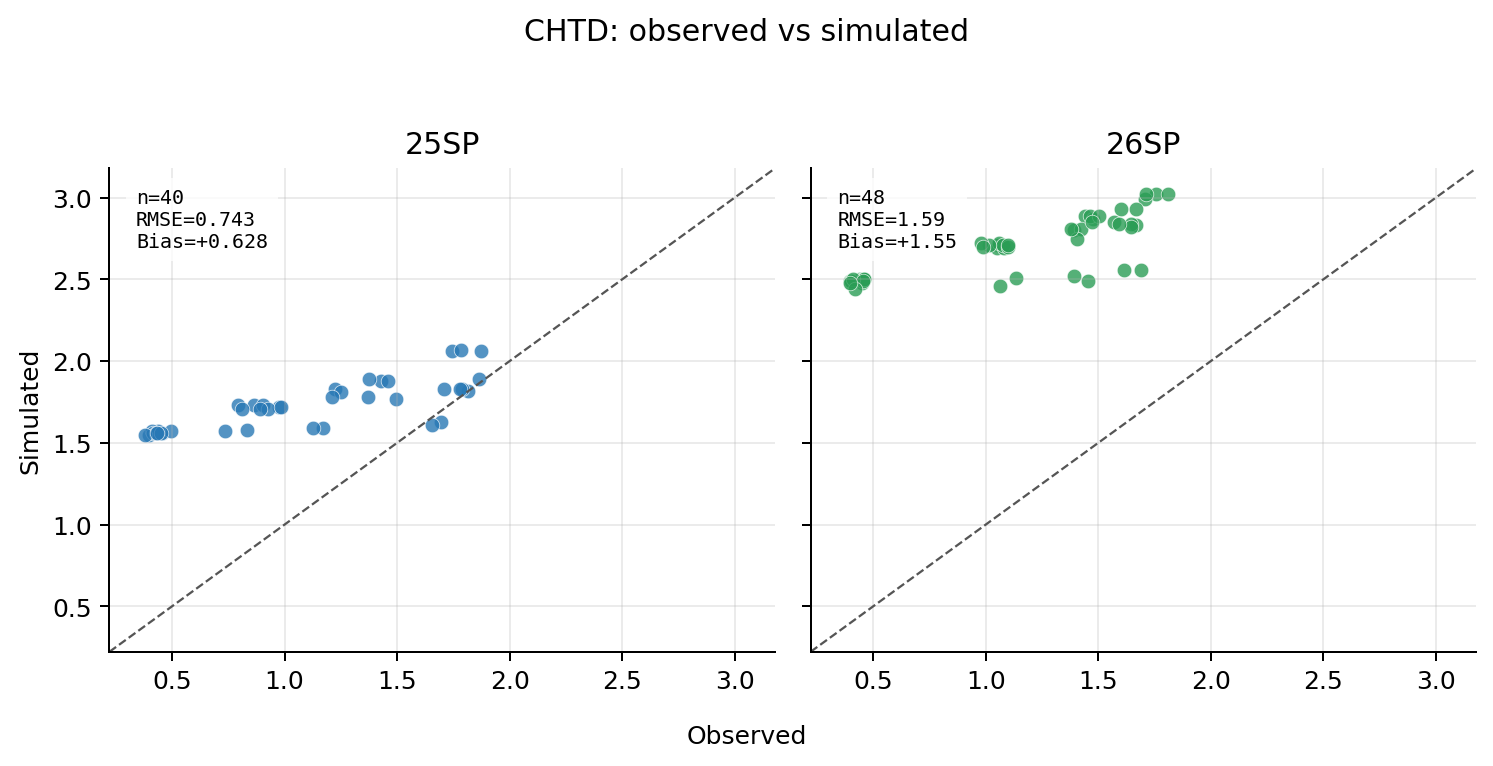 CHTD: observed vs simulated
25SP
26SP
n=40
RMSE=0.743
Bias=+0.628
n=48
RMSE=1.59
Bias=+1.55
3.0
2.5
2.0
1.5
1.0
0.5
Simulated
0.5 1.0 1.5 2.0 2.5 3.0
0.5 1.0 1.5 2.0 2.5 3.0
Observed